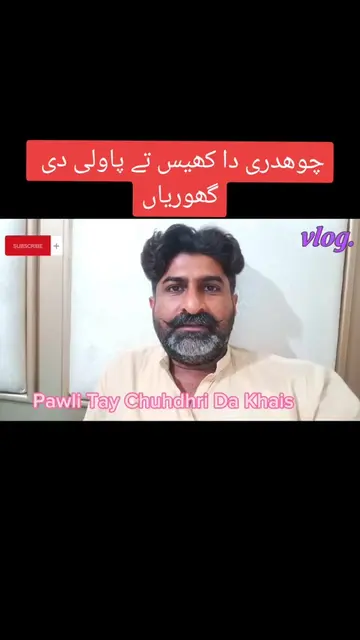 چوھدری دا کھیس تے پاولی دی
گھوریاں
SUBSCRIBE +
vlog.
Pawli Tay Chuhdhri Da Khais